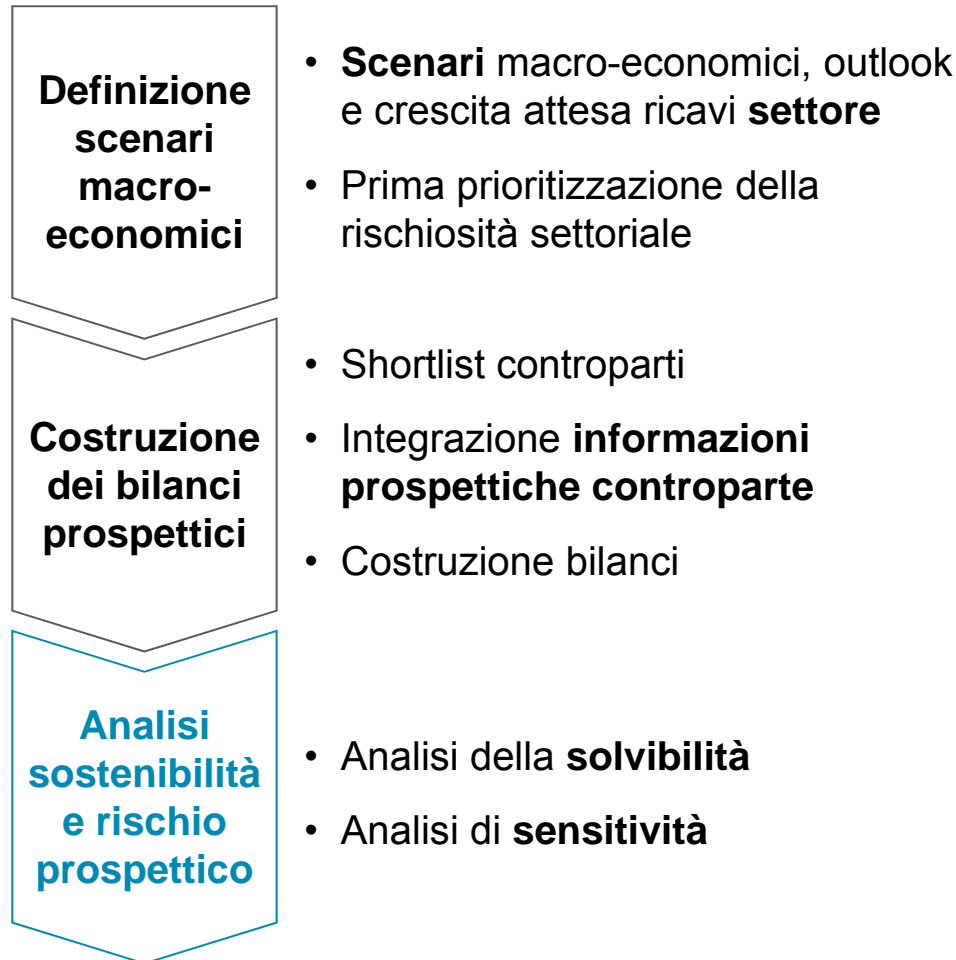 Definizione
scenari
macro-
economici
• Scenari macro-economici, outlook
e crescita attesa ricavi settore
• Prima prioritizzazione della
rischiosità settoriale
Costruzione
dei bilanci
prospettici
• Shortlist controparti
• Integrazione informazioni
prospettiche controparte
• Costruzione bilanci
Analisi
sostenibilità
e rischio
prospettico
• Analisi della solvibilità
• Analisi di sensitività